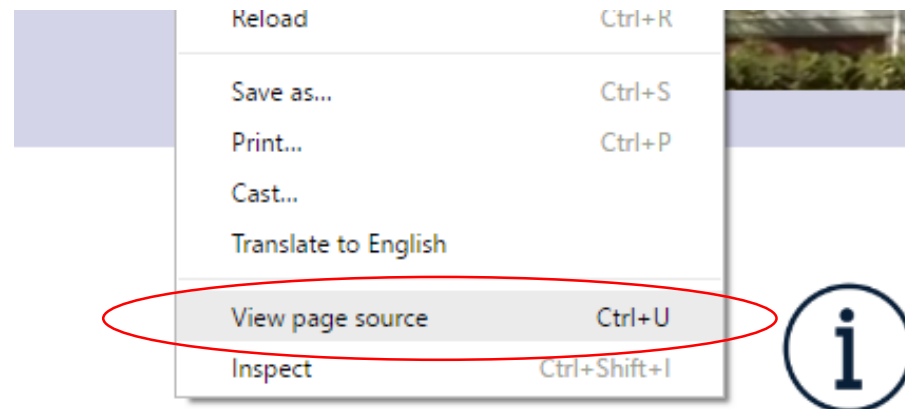 Reload Ctrl+R
Save as... Ctrl+S
Print... Ctrl+P
Cast...
Translate to English
View page source Ctrl+U
Inspect Ctrl+Shift+I
i